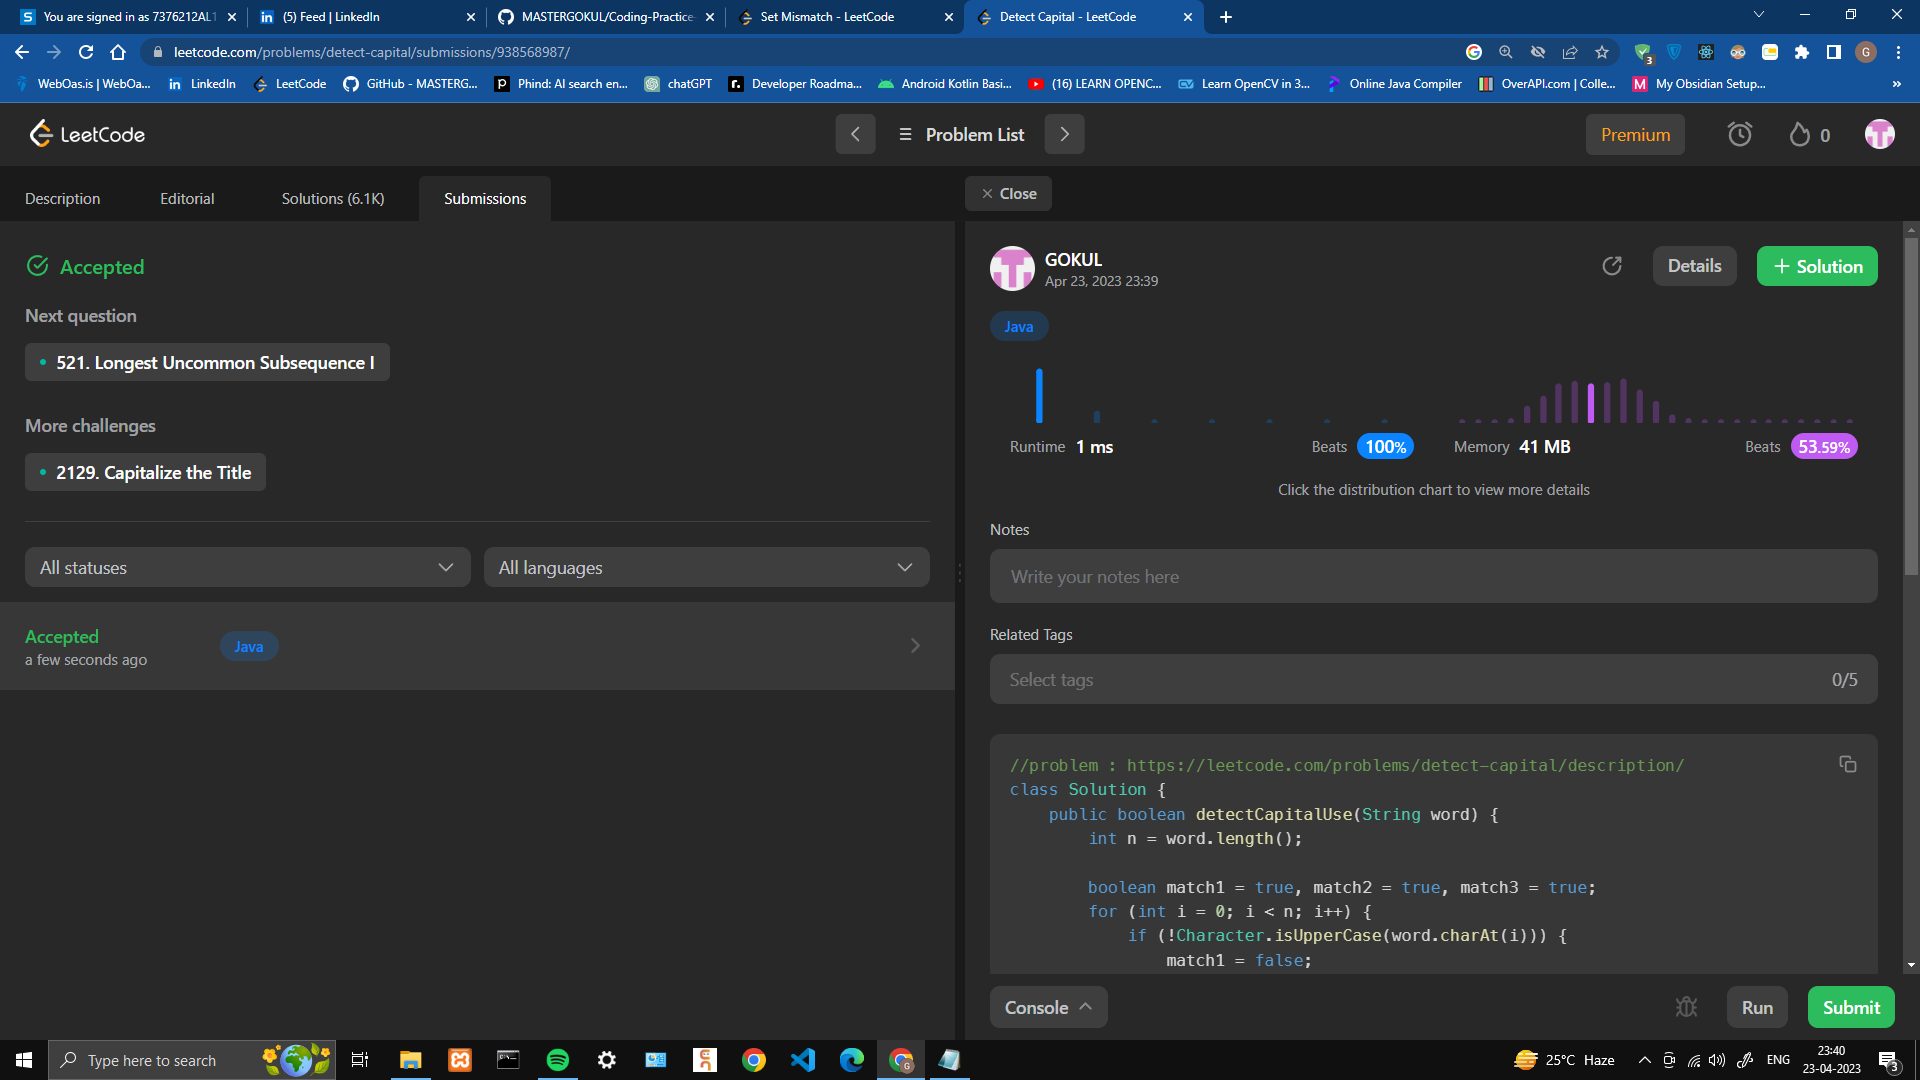 You are signed in as 7376212AL1
(5) Feed | LinkedIn
MASTERGOKUL/Coding-Practice-
Set Mismatch - LeetCode
Detect Capital - LeetCode
leetcode.com/problems/detect-capital/submissions/938568987/
3
G
WebOas.is | WebOa...
LinkedIn
LeetCode
GitHub - MASTERG...
Phind: AI search en...
chatGPT
Developer Roadma...
Android Kotlin Basi...
(16) LEARN OPENC...
Learn OpenCV in 3...
Online Java Compiler
OverAPI.com | Colle...
My Obsidian Setup...
»
LeetCode
Problem List
Premium
0
Description
Editorial
Solutions (6.1K)
Submissions
Close
Accepted
Next question
521. Longest Uncommon Subsequence I
More challenges
2129. Capitalize the Title
All statuses
All languages
Accepted
a few seconds ago
Java
GOKUL
Apr 23, 2023 23:39
Details
+ Solution
Java
Runtime 1 ms
Beats 100%
Memory 41 MB
Beats 53.59%
Click the distribution chart to view more details
Notes
Write your notes here
Related Tags
Select tags
0/5
//problem : https://leetcode.com/problems/detect-capital/description/
class Solution {
public boolean detectCapitalUse(String word) {
int n = word.length();
boolean match1 = true, match2 = true, match3 = true;
for (int i = 0; i < n; i++) {
if (!Character.isUpperCase(word.charAt(i))) {
match1 = false;
Console
Run
Submit
Type here to search
25°C Haze
ENG
23:40
23-04-2023
3